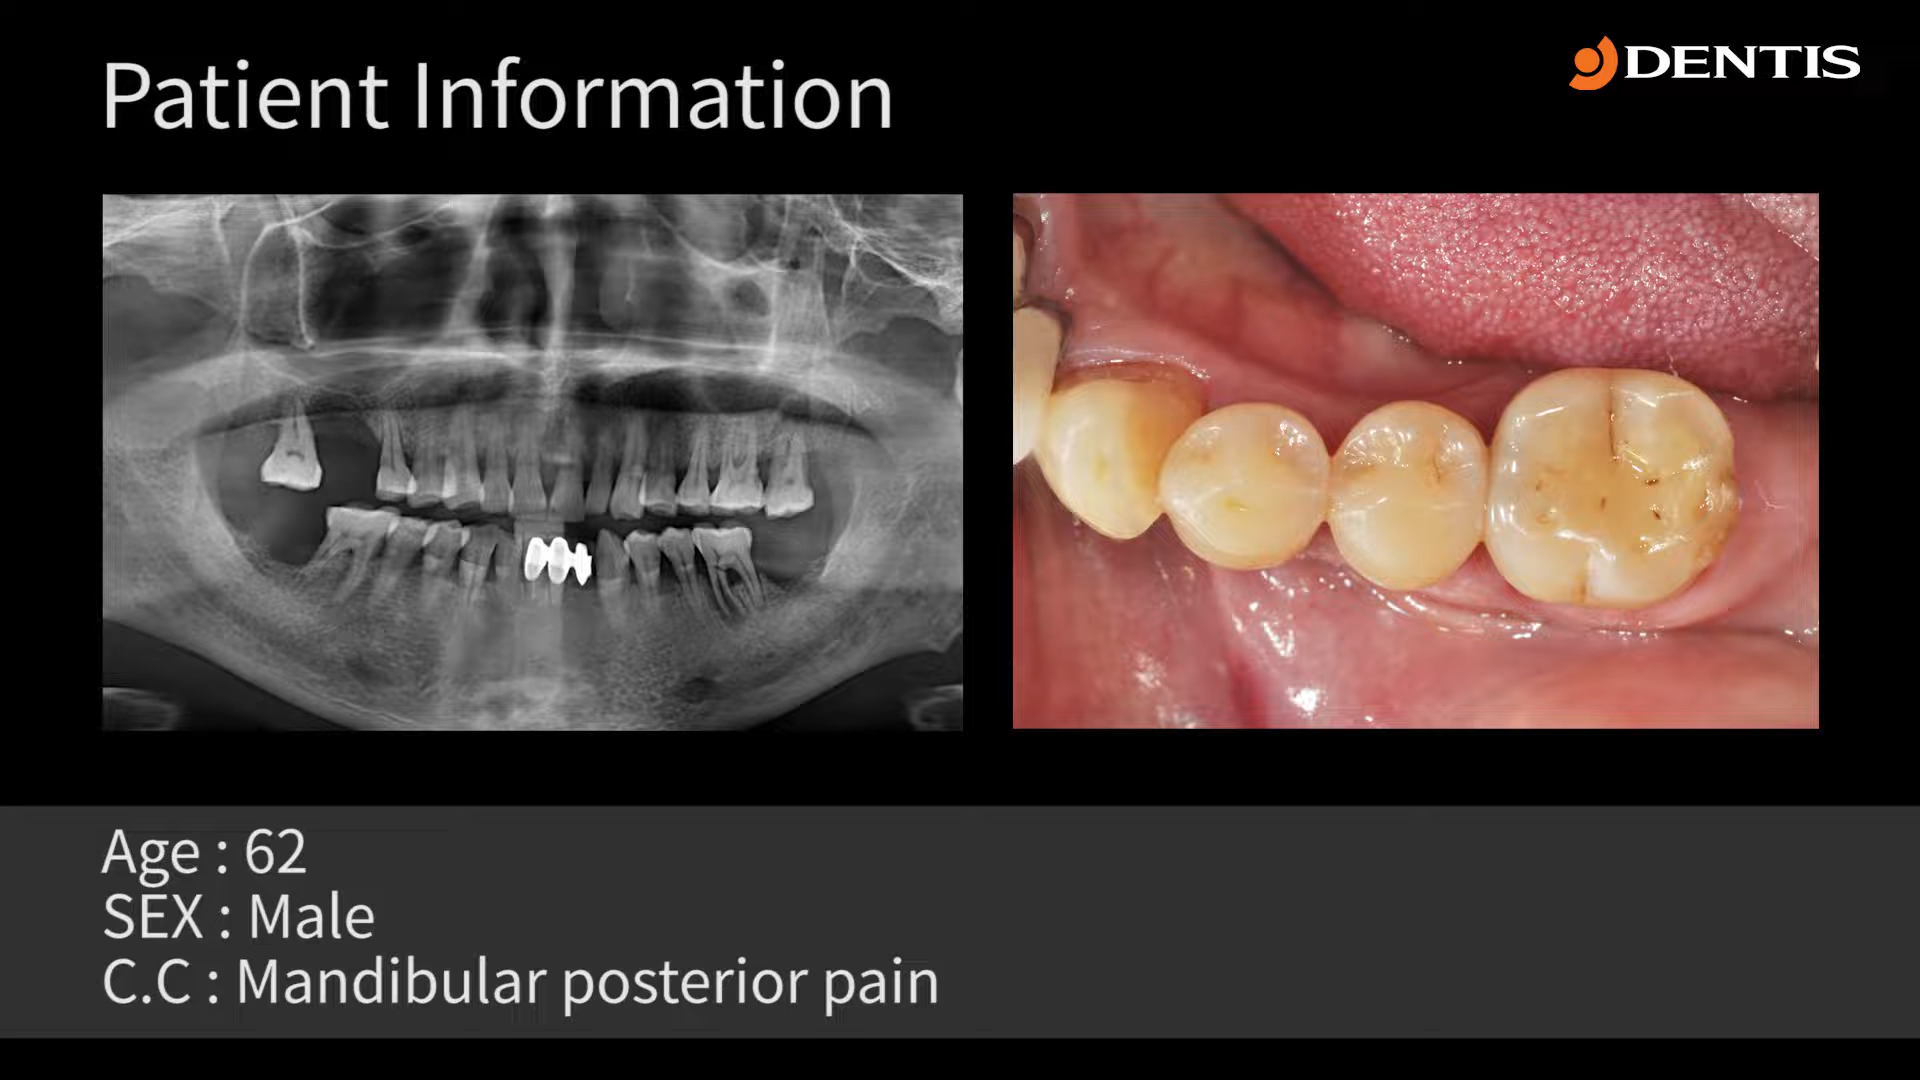 Patient Information
DENTIS
Age : 62
SEX : Male
C.C : Mandibular posterior pain